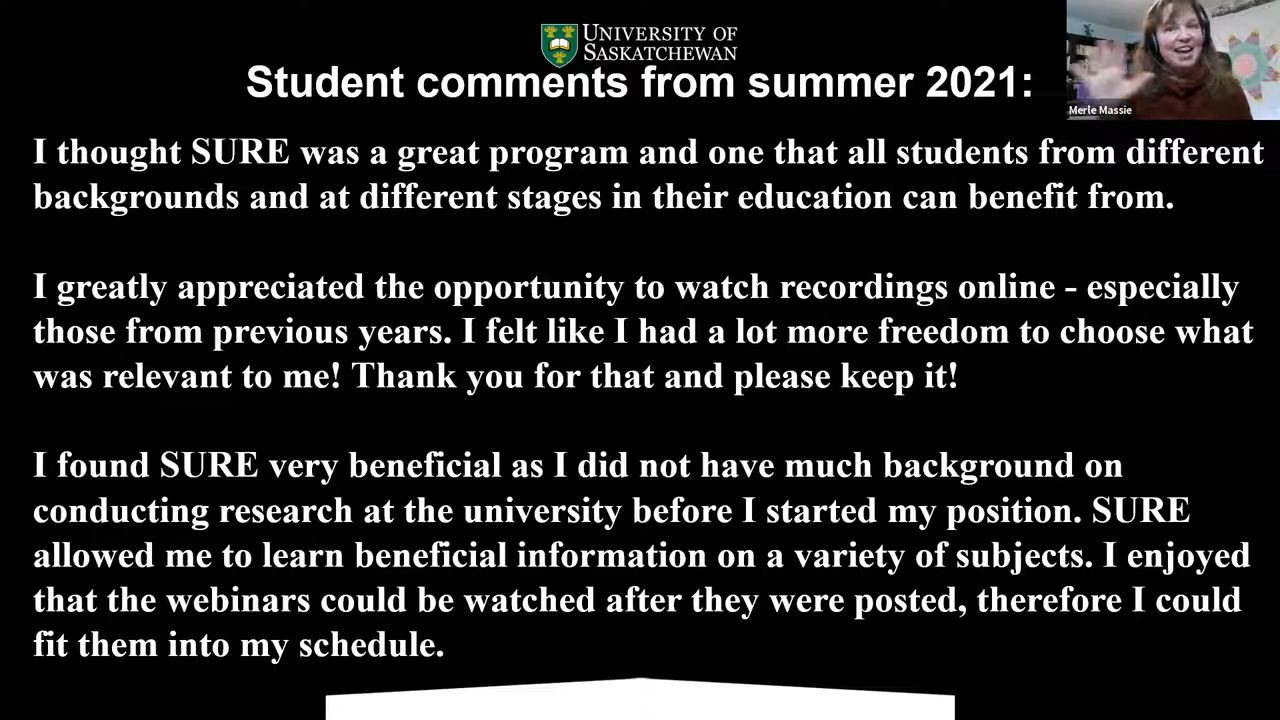 UNIVERSITY OF
SASKATCHEWAN
Student comments from summer 2021:
Merle Massie
I thought SURE was a great program and one that all students from different
backgrounds and at different stages in their education can benefit from.
I greatly appreciated the opportunity to watch recordings online - especially
those from previous years. I felt like I had a lot more freedom to choose what
was relevant to me! Thank you for that and please keep it!
I found SURE very beneficial as I did not have much background on
conducting research at the university before I started my position. SURE
allowed me to learn beneficial information on a variety of subjects. I enjoyed
that the webinars could be watched after they were posted, therefore I could
fit them into my schedule.